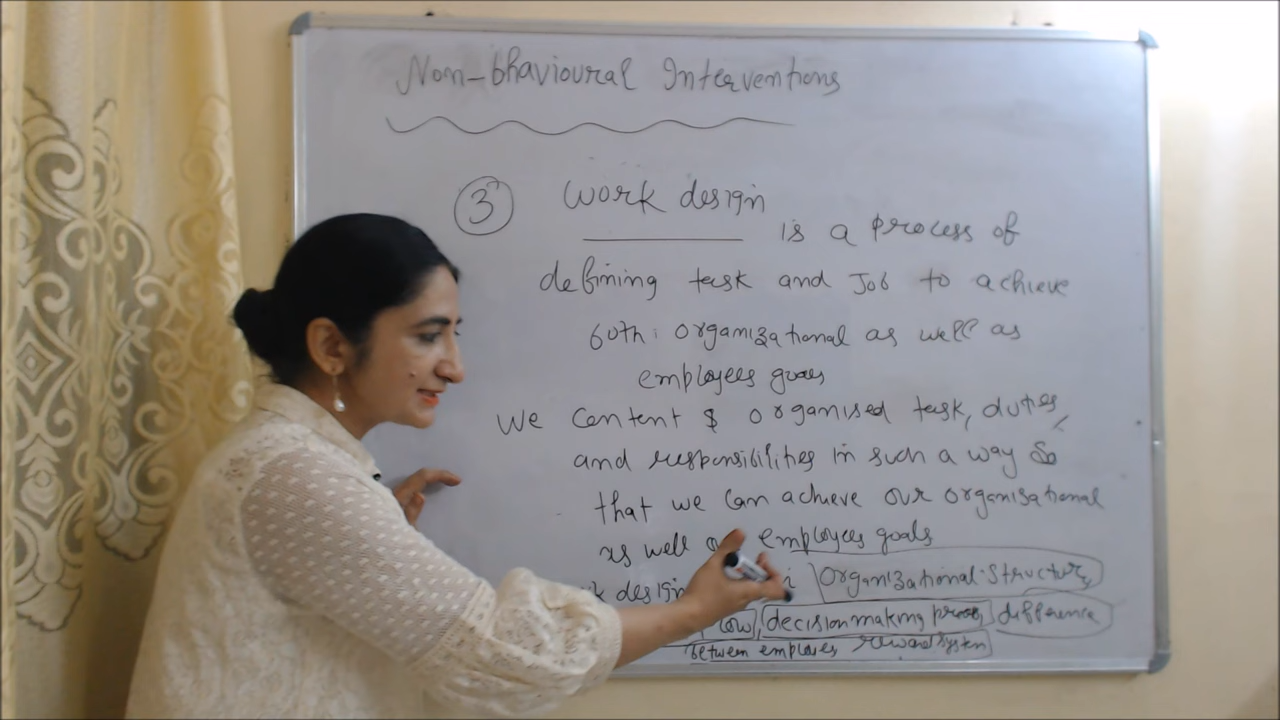 Non-bhavioural Interventions
3 Work design
is a process of
defining task and Job to achieve
both: organizational as well as
employees goals
We content & organised task, duties,
and responsibilities in such a way so
that we can achieve our organisational
as well as employees goals
design Organizational Structure,
decision making process, difference
between employees reward system